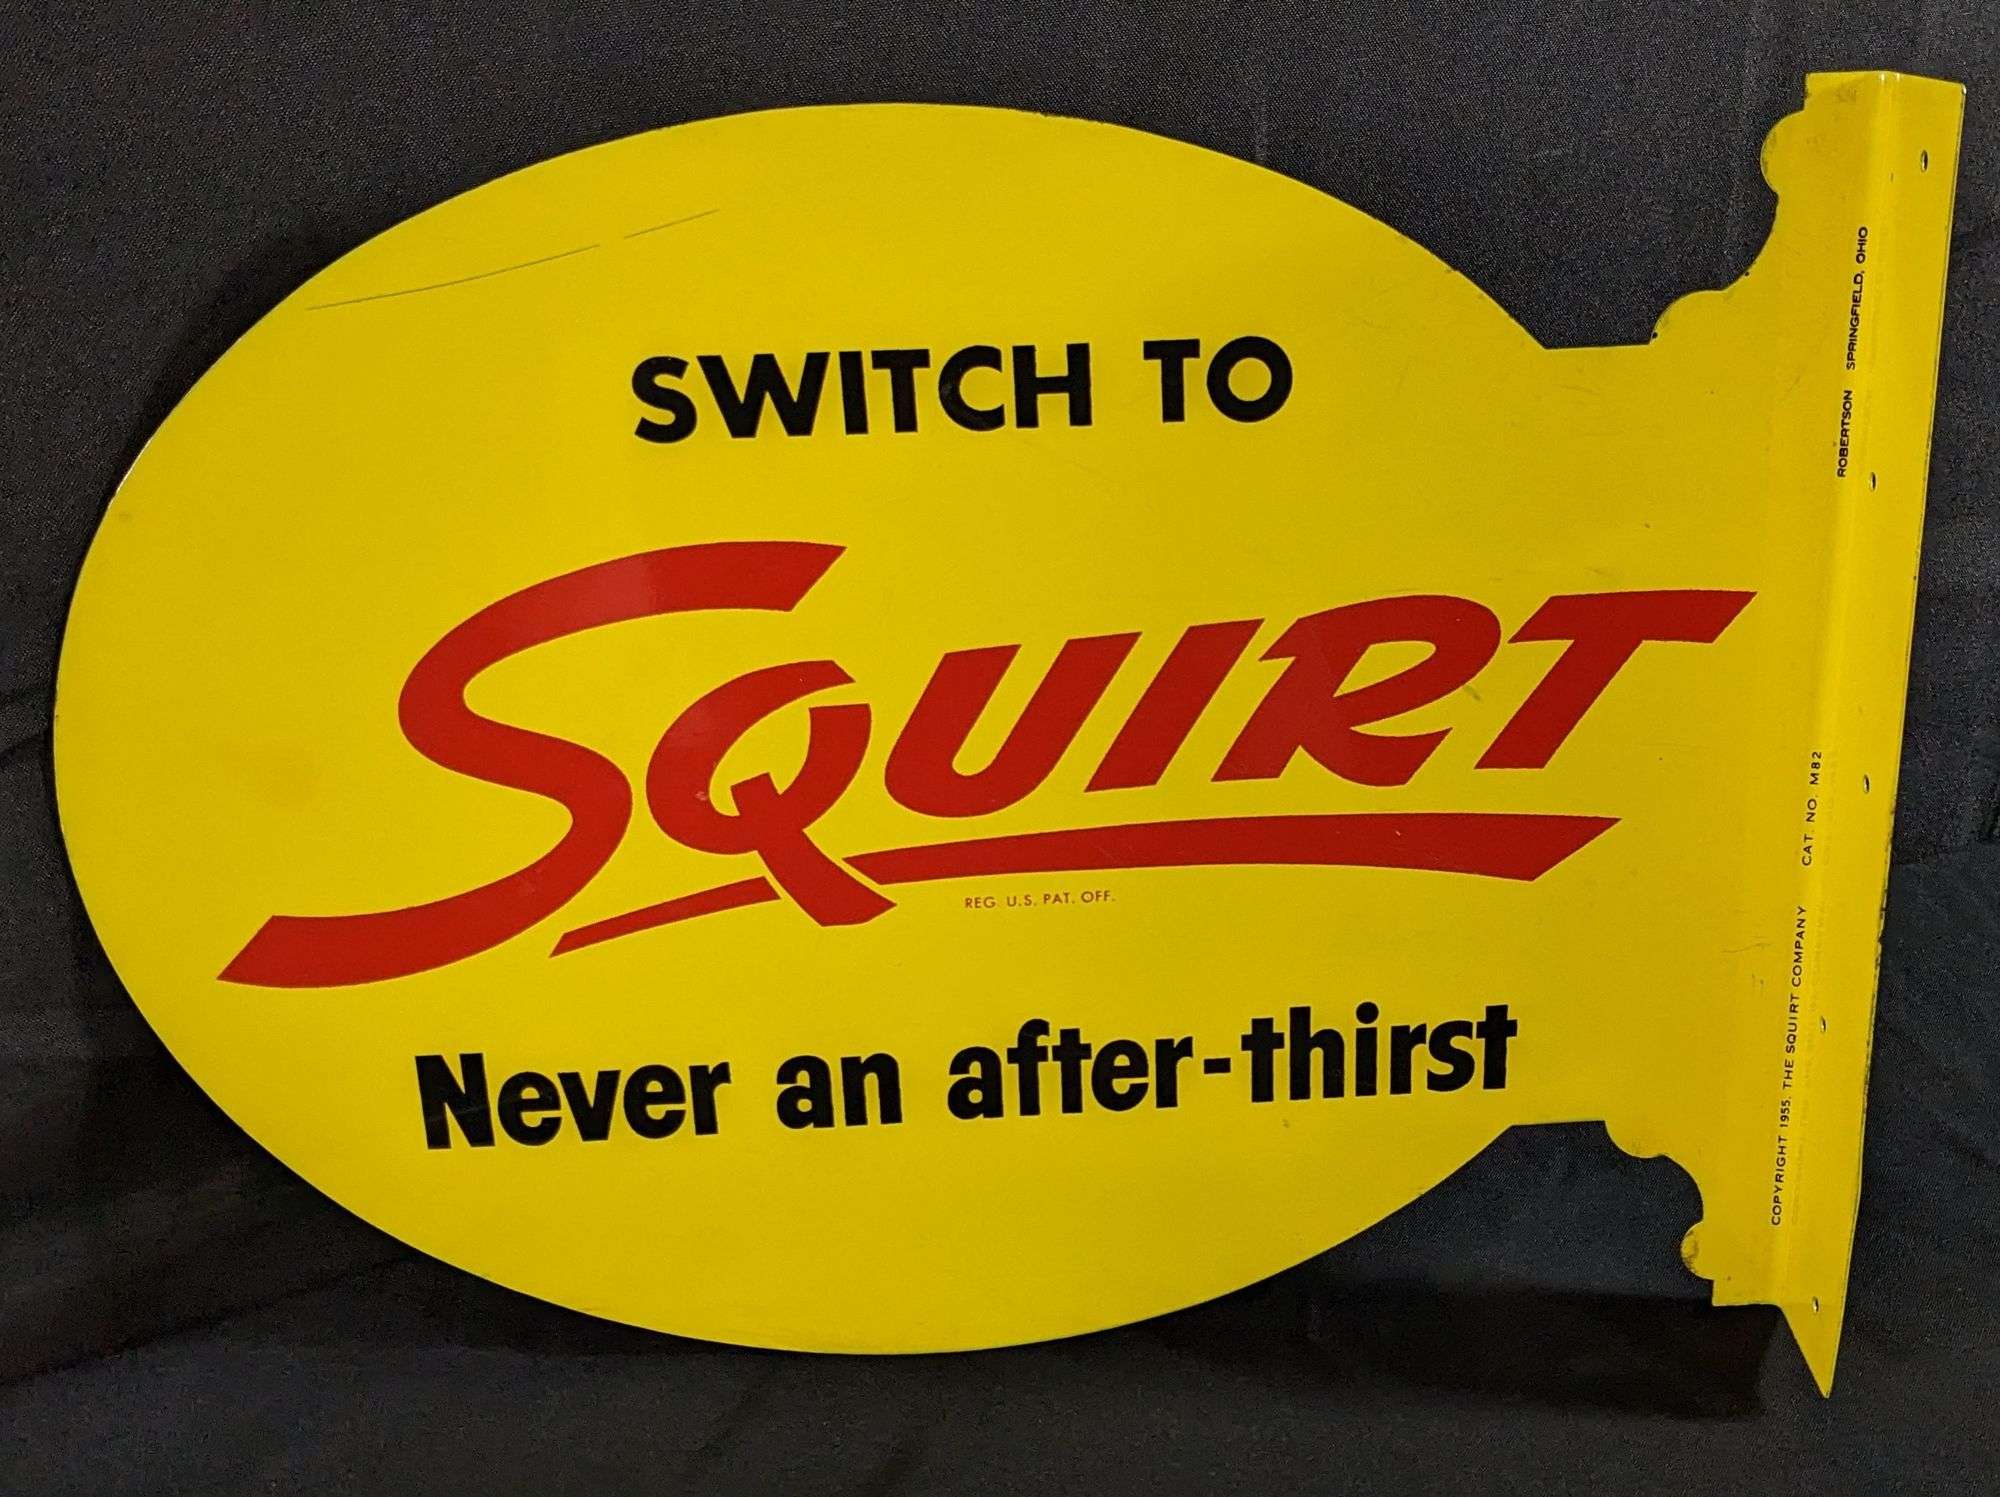 SWITCH TO
SQUIRT
REG. U.S. PAT. OFF.
Never an after-thirst
ROBERTSON SPRINGFIELD, OHIO
COPYRIGHT 1955, THE SQUIRT COMPANY CAT. NO. M82